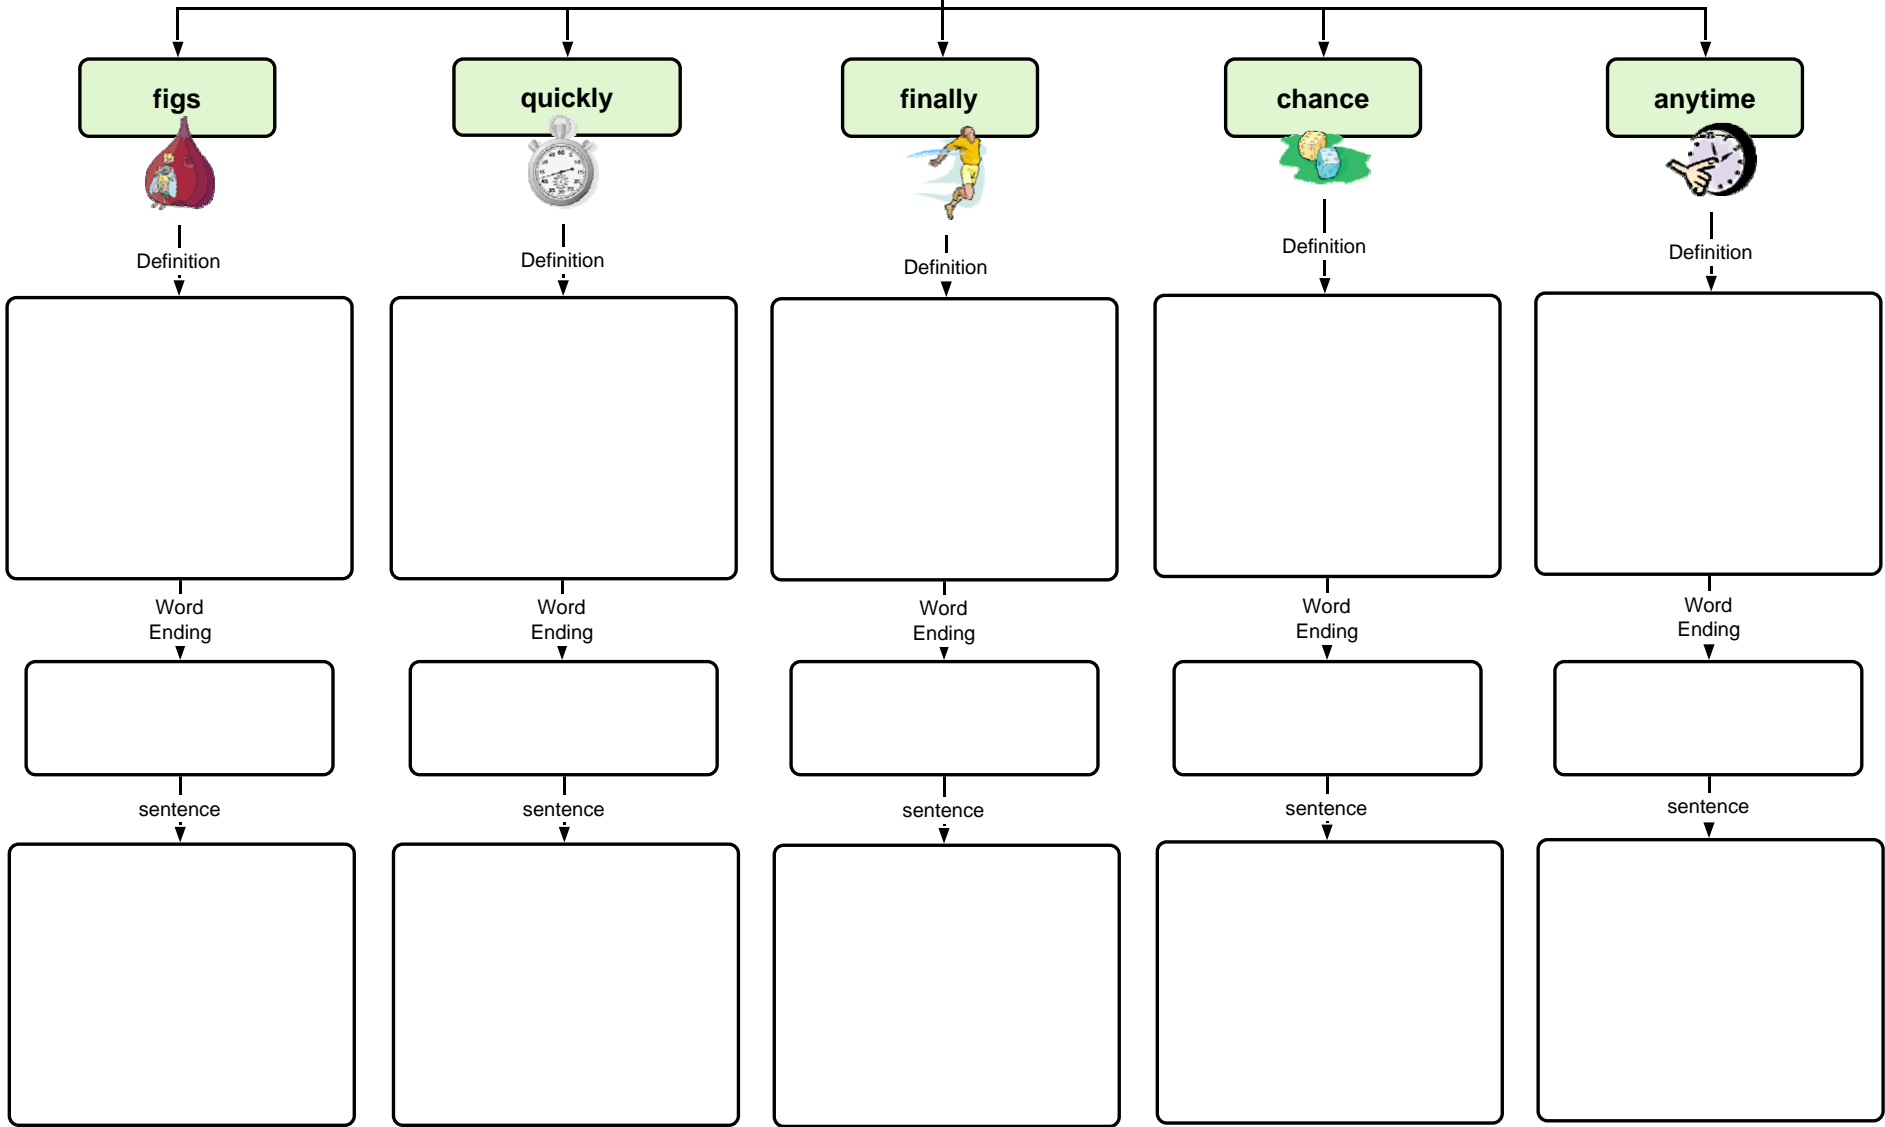 figs
quickly
finally
chance
anytime
Definition
Definition
Definition
Definition
Definition
Word
Ending
Word
Ending
Word
Ending
Word
Ending
Word
Ending
sentence
sentence
sentence
sentence
sentence